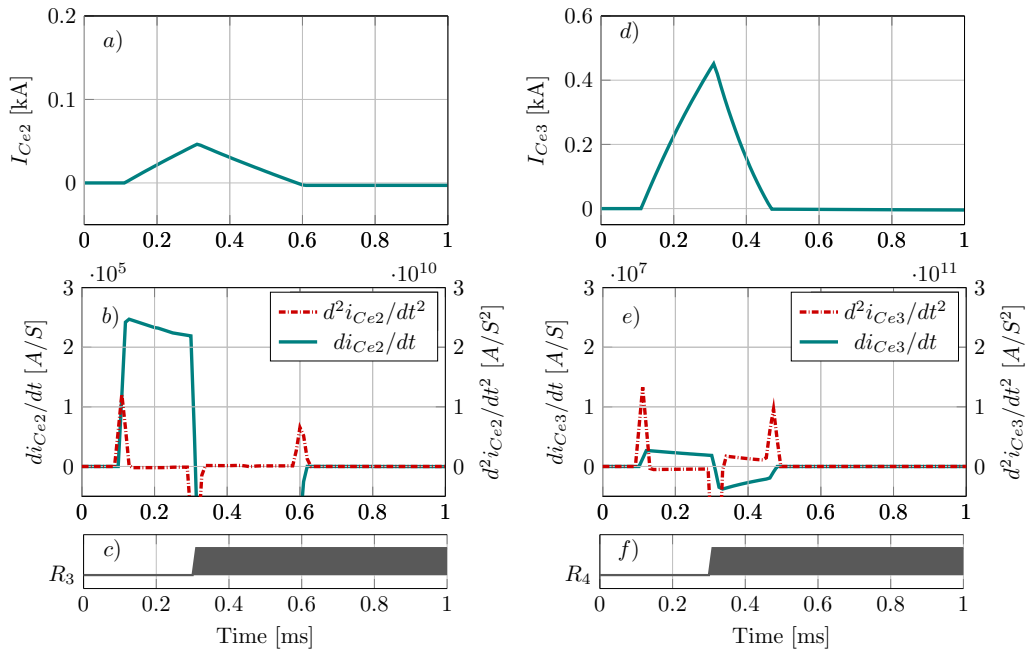 0.2
0.1
0
I_{Ce2} [kA]
a)
0 0.2 0.4 0.6 0.8 1
0.6
0.4
0.2
0
I_{Ce3} [kA]
d)
0 0.2 0.4 0.6 0.8 1
·10^5
·10^{10}
3
2
1
0
di_{Ce2}/dt [A/S]
b)
d^2i_{Ce2}/dt^2
di_{Ce2}/dt
3
2
1
0
d^2i_{Ce2}/dt^2 [A/S^2]
0 0.2 0.4 0.6 0.8 1
·10^7
·10^{11}
3
2
1
0
di_{Ce3}/dt [A/S]
e)
d^2i_{Ce3}/dt^2
di_{Ce3}/dt
3
2
1
0
d^2i_{Ce3}/dt^2 [A/S^2]
0 0.2 0.4 0.6 0.8 1
c)
R_3
0 0.2 0.4 0.6 0.8 1
Time [ms]
f)
R_4
0 0.2 0.4 0.6 0.8 1
Time [ms]